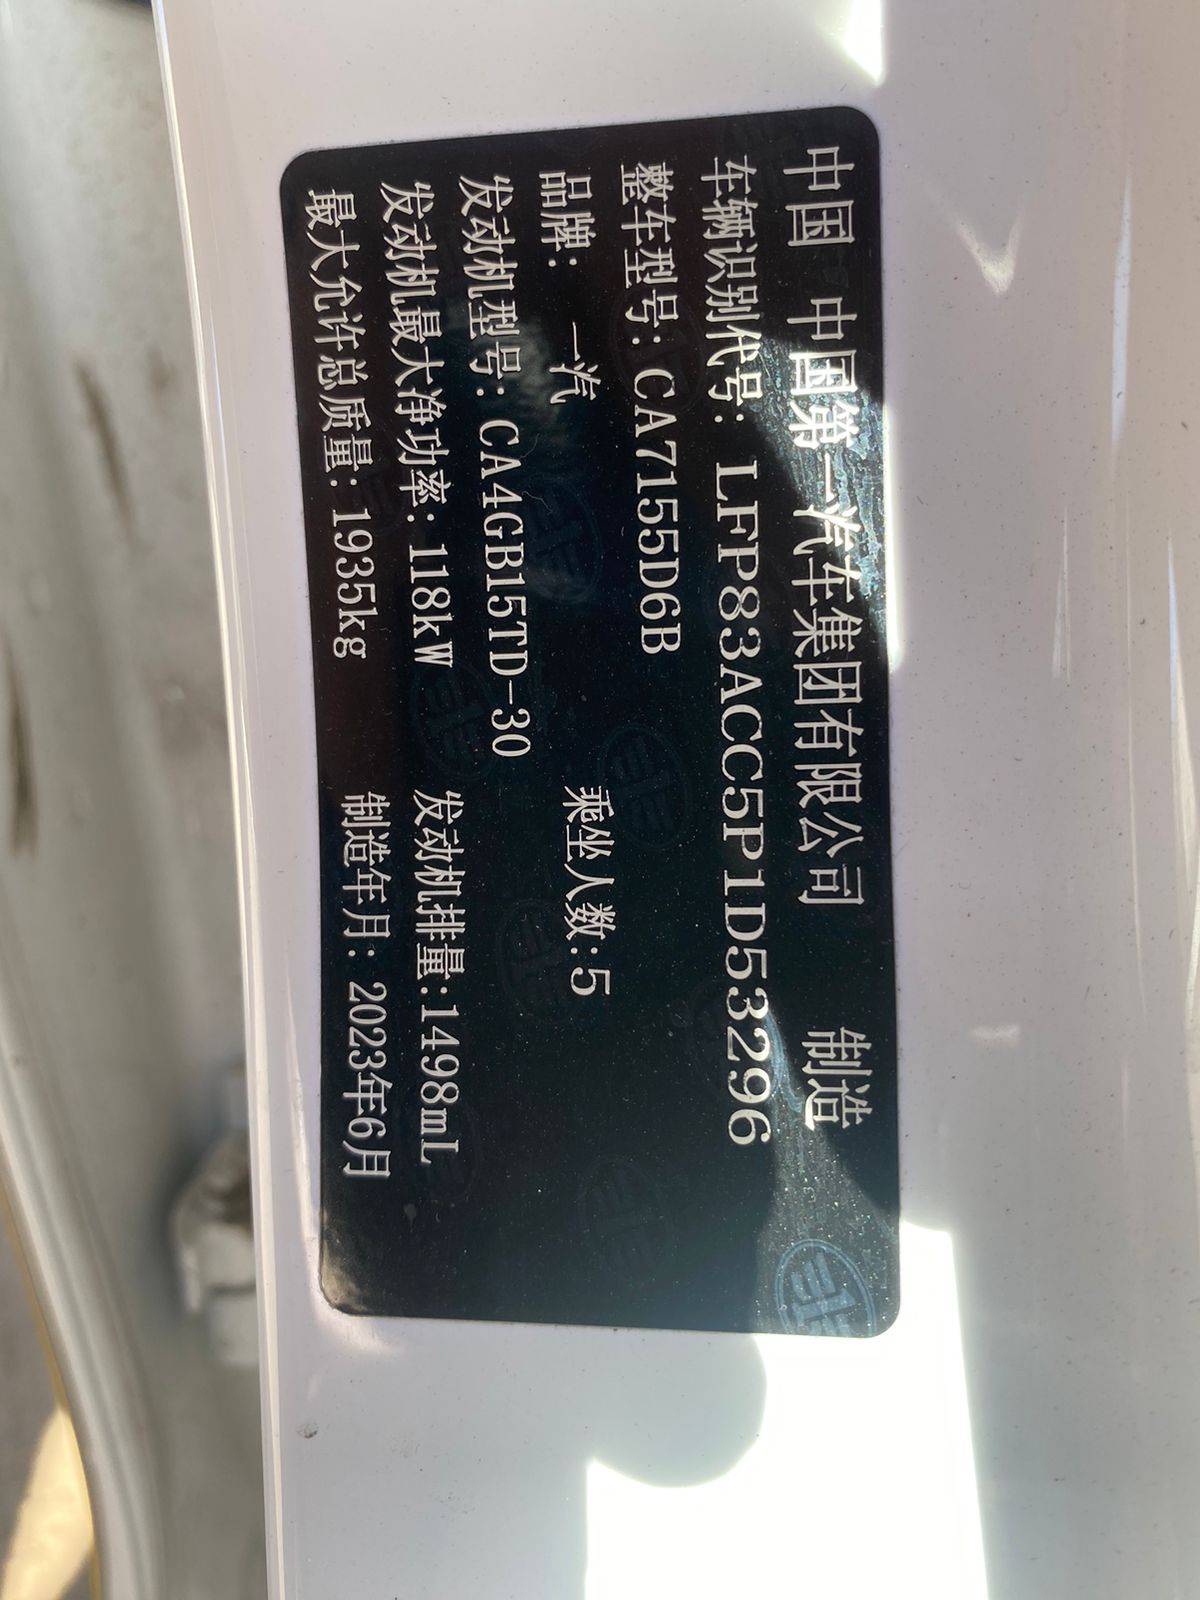 中国 中国第一汽车集团有限公司 制造
车辆识别代号: LFP83ACC5P1D53296
整车型号: CA7155D6B
品牌: 一汽 乘坐人数:5
发动机型号: CA4GB15TD-30
发动机最大净功率: 118kW 发动机排量:1498mL
最大允许总质量: 1935kg 制造年月: 2023年6月